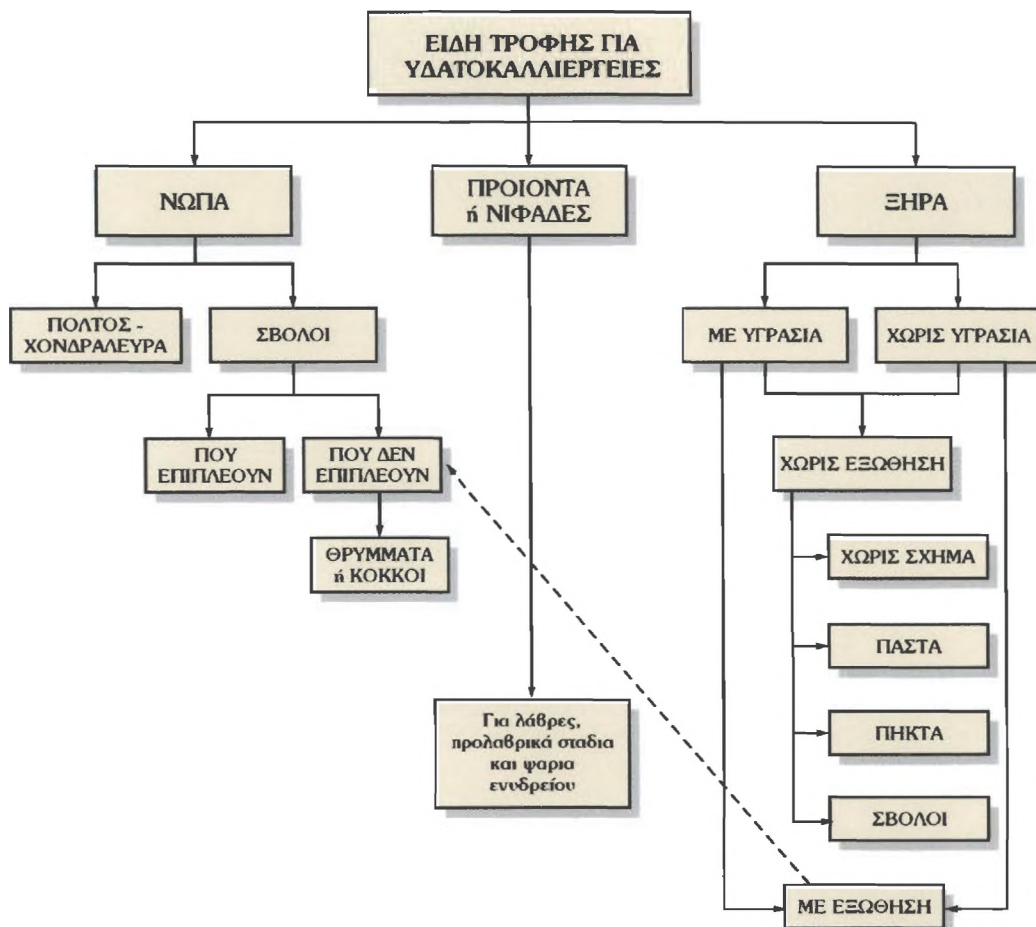 ΕΙΔΗ ΤΡΟΦΗΣ ΓΙΑ
ΥΔΑΤΟΚΑΛΛΙΕΡΓΕΙΕΣ
ΝΩΠΑ
ΠΡΟΙΟΝΤΑ
ή ΝΙΦΑΔΕΣ
ΞΗΡΑ
ΠΟΛΤΟΣ -
ΧΟΝΔΡΑΛΕΥΡΑ
ΣΒΟΛΟΙ
ΜΕ ΥΓΡΑΣΙΑ
ΧΩΡΙΣ ΥΓΡΑΣΙΑ
ΠΟΥ
ΕΠΙΠΛΕΟΥΝ
ΠΟΥ ΔΕΝ
ΕΠΙΠΛΕΟΥΝ
ΧΩΡΙΣ ΕΞΩΘΗΣΗ
ΘΡΥΜΜΑΤΑ
ή ΚΟΚΚΟΙ
ΧΩΡΙΣ ΣΧΗΜΑ
ΠΑΣΤΑ
ΠΗΚΤΑ
ΣΒΟΛΟΙ
Για λάβρες,
προλαβρικά σταδια
και ψαρια
ενυδρείου
ΜΕ ΕΞΩΘΗΣΗ